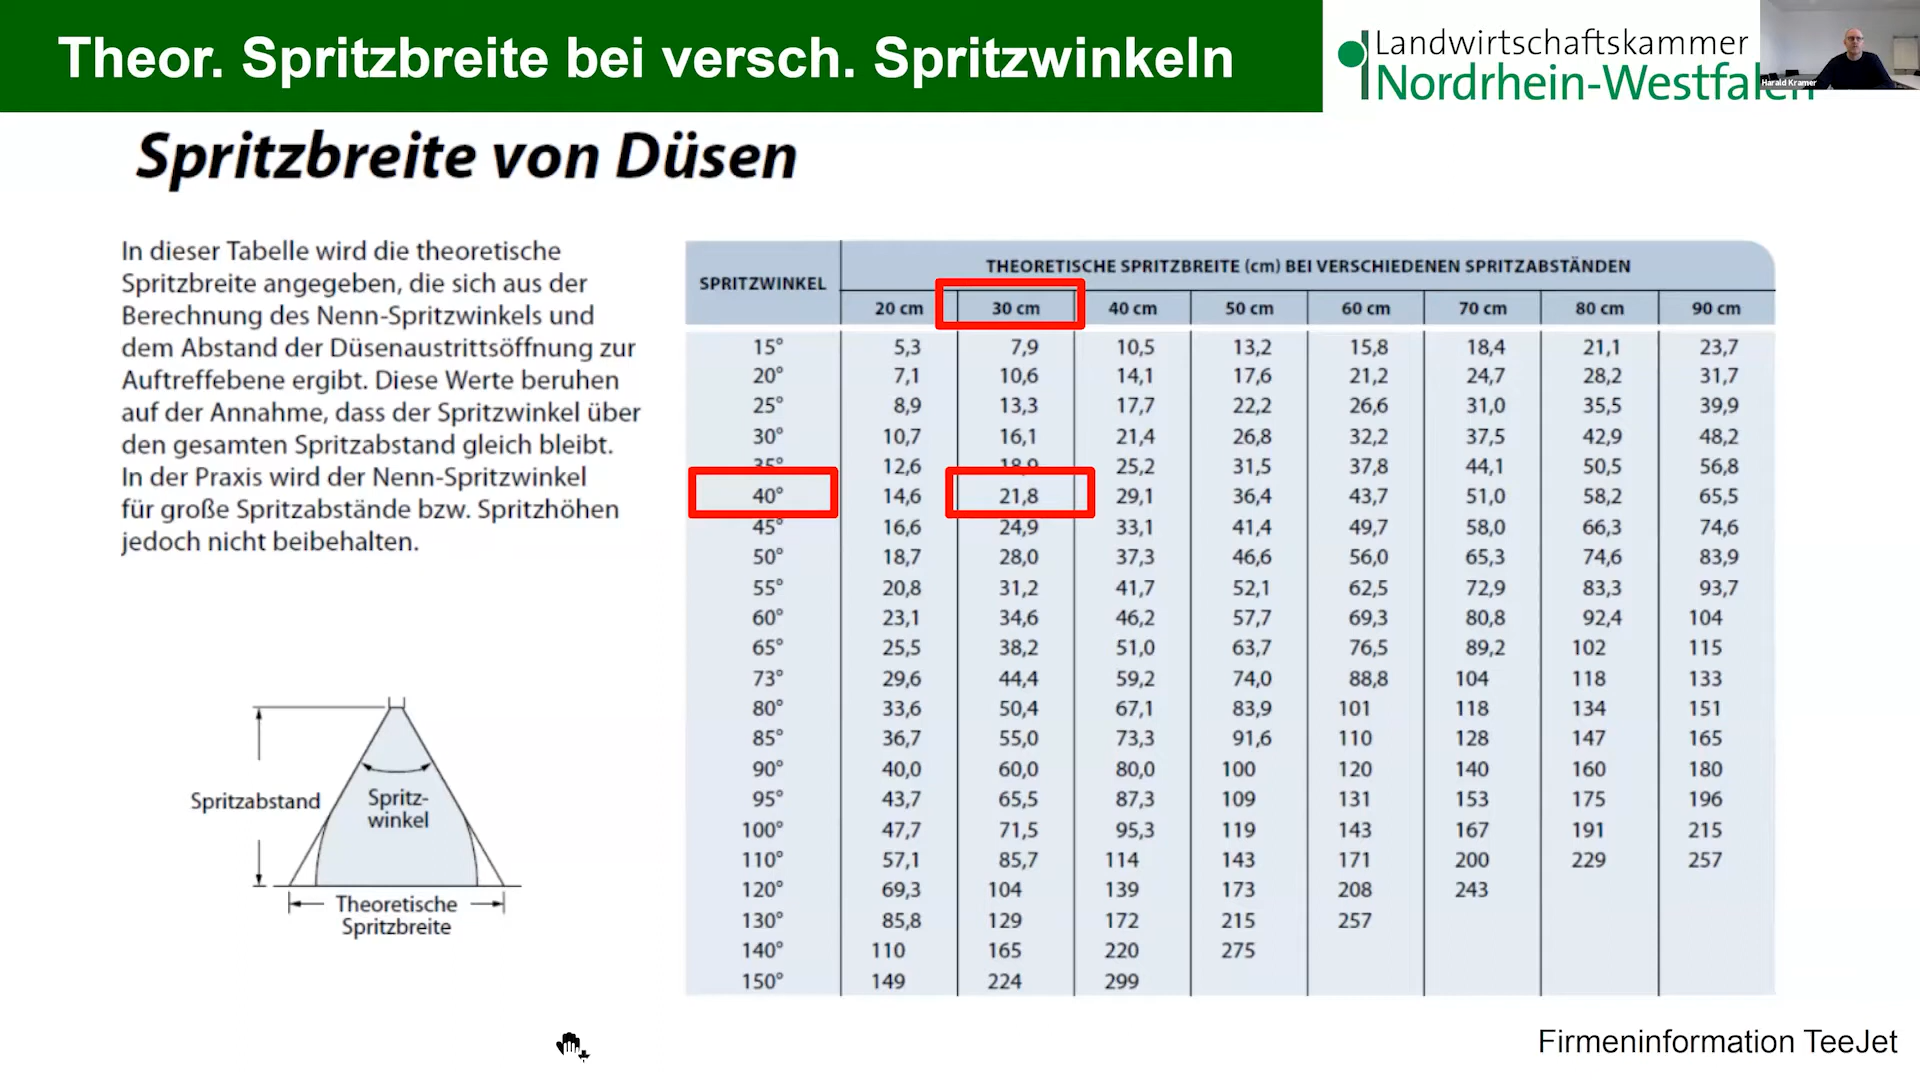 Theor. Spritzbreite bei versch. Spritzwinkeln
Landwirtschaftskammer
Nordrhein-Westfalen
Harald Kramer
Spritzbreite von Düsen
In dieser Tabelle wird die theoretische
Spritzbreite angegeben, die sich aus der
Berechnung des Nenn-Spritzwinkels und
dem Abstand der Düsenaustrittsöffnung zur
Auftreffebene ergibt. Diese Werte beruhen
auf der Annahme, dass der Spritzwinkel über
den gesamten Spritzabstand gleich bleibt.
In der Praxis wird der Nenn-Spritzwinkel
für große Spritzabstände bzw. Spritzhöhen
jedoch nicht beibehalten.
Spritzabstand
Spritz-
winkel
Theoretische
Spritzbreite
SPRITZWINKEL
THEORETISCHE SPRITZBREITE (cm) BEI VERSCHIEDENEN SPRITZABSTÄNDEN
20 cm 30 cm 40 cm 50 cm 60 cm 70 cm 80 cm 90 cm
15° 5,3 7,9 10,5 13,2 15,8 18,4 21,1 23,7
20° 7,1 10,6 14,1 17,6 21,2 24,7 28,2 31,7
25° 8,9 13,3 17,7 22,2 26,6 31,0 35,5 39,9
30° 10,7 16,1 21,4 26,8 32,2 37,5 42,9 48,2
35° 12,6 18,9 25,2 31,5 37,8 44,1 50,5 56,8
40° 14,6 21,8 29,1 36,4 43,7 51,0 58,2 65,5
45° 16,6 24,9 33,1 41,4 49,7 58,0 66,3 74,6
50° 18,7 28,0 37,3 46,6 56,0 65,3 74,6 83,9
55° 20,8 31,2 41,7 52,1 62,5 72,9 83,3 93,7
60° 23,1 34,6 46,2 57,7 69,3 80,8 92,4 104
65° 25,5 38,2 51,0 63,7 76,5 89,2 102 115
73° 29,6 44,4 59,2 74,0 88,8 104 118 133
80° 33,6 50,4 67,1 83,9 101 118 134 151
85° 36,7 55,0 73,3 91,6 110 128 147 165
90° 40,0 60,0 80,0 100 120 140 160 180
95° 43,7 65,5 87,3 109 131 153 175 196
100° 47,7 71,5 95,3 119 143 167 191 215
110° 57,1 85,7 114 143 171 200 229 257
120° 69,3 104 139 173 208 243
130° 85,8 129 172 215 257
140° 110 165 220 275
150° 149 224 299
Firmeninformation TeeJet